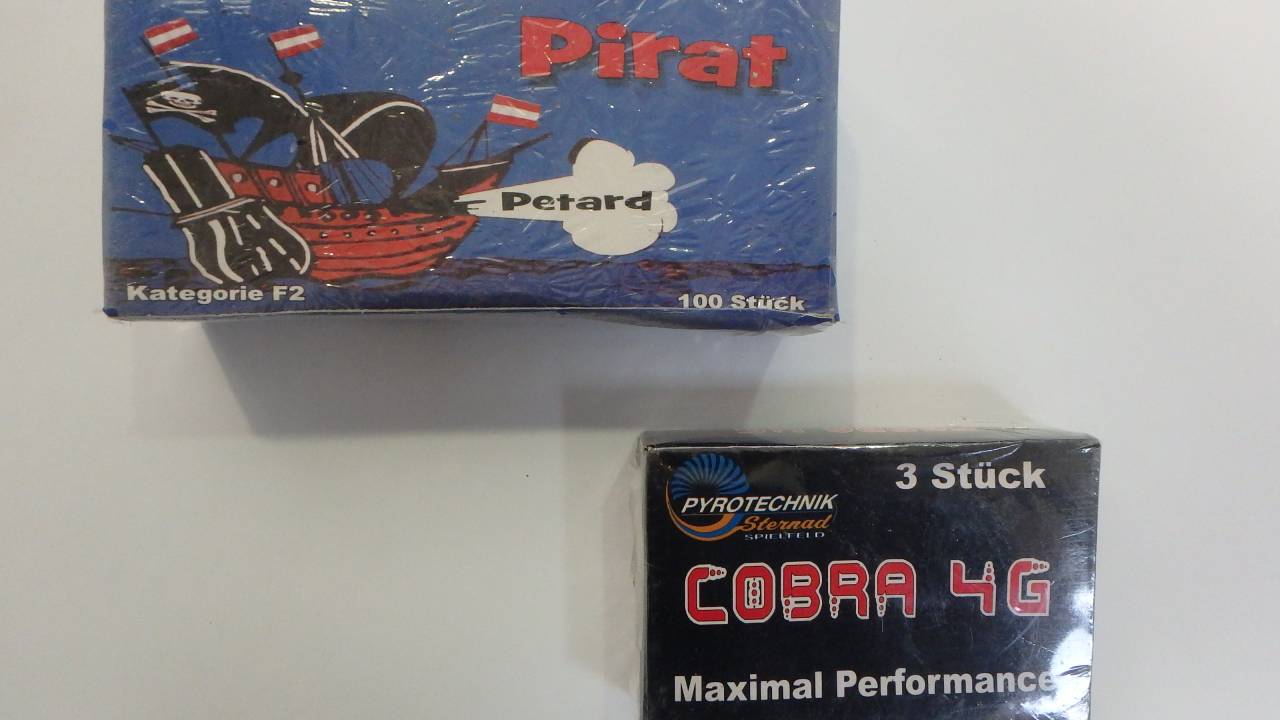 Pirat
Petard
Kategorie F2
100 Stück
3 Stück
PYROTECHNIK
Sternad
SPIELFELD
COBRA 4G
Maximal Performance